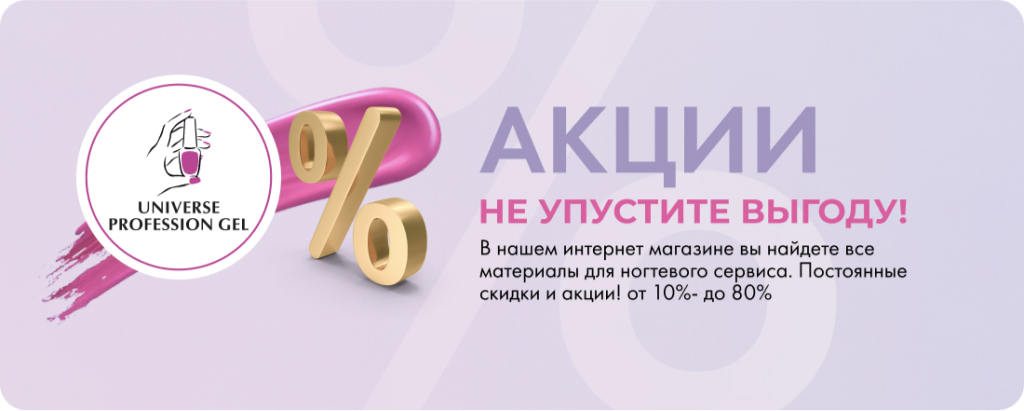 UNIVERSE
PROFESSION GEL
%
АКЦИИ
НЕ УПУСТИТЕ ВЫГОДУ!
В нашем интернет магазине вы найдете все
материалы для ногтевого сервиса. Постоянные
скидки и акции! от 10%- до 80%